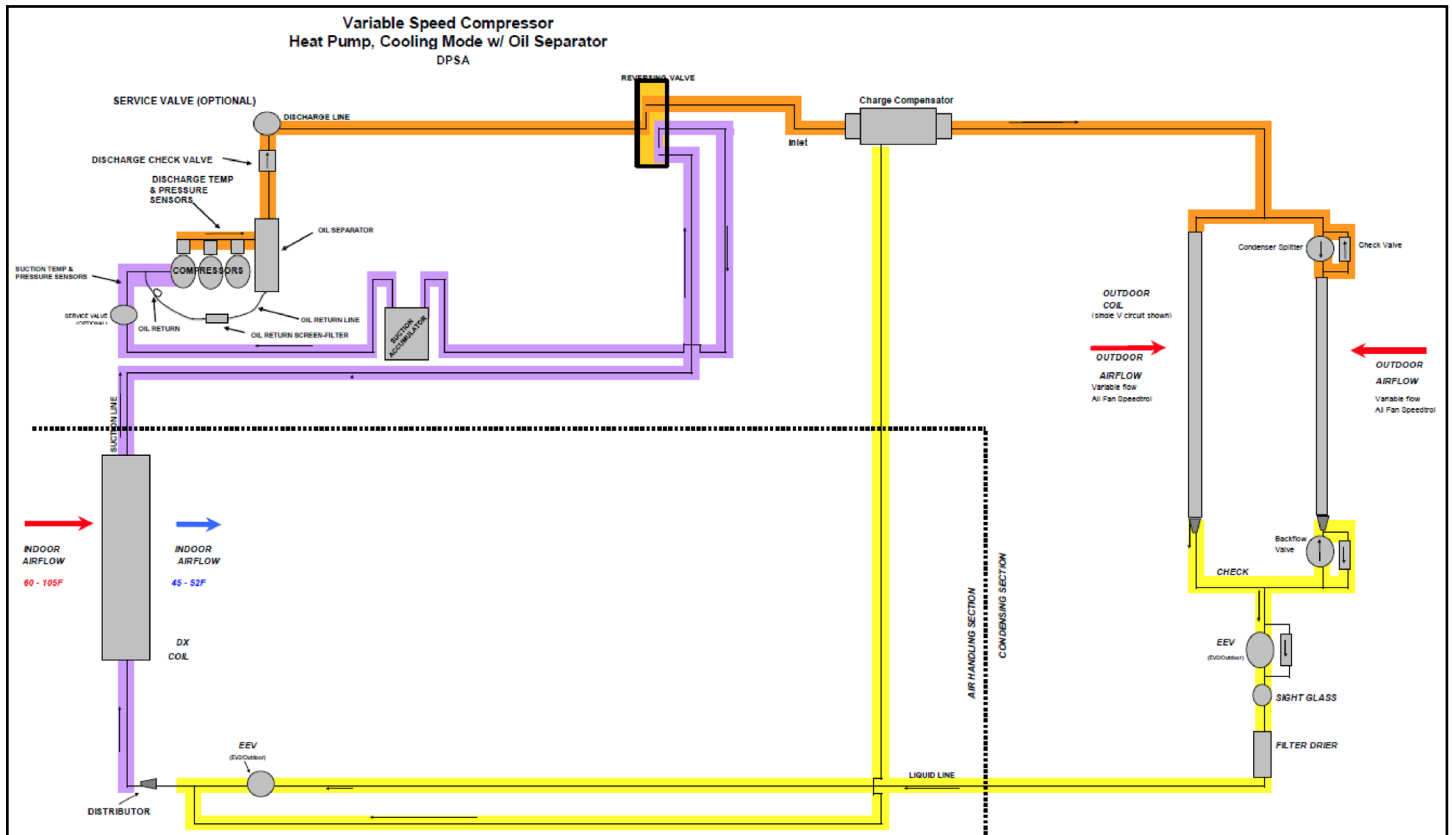 Variable Speed Compressor
Heat Pump, Cooling Mode w/ Oil Separator
DPSA
REVERSING VALVE
SERVICE VALVE (OPTIONAL)
DISCHARGE LINE
Charge Compensator
Inlet
DISCHARGE CHECK VALVE
DISCHARGE TEMP
& PRESSURE
SENSORS
OIL SEPARATOR
COMPRESSORS
SUCTION TEMP &
PRESSURE SENSORS
SERVICE VALVE
(OPTIONAL)
OIL RETURN
OIL RETURN LINE
OIL RETURN SCREEN-FILTER
SUCTION
ACCUMULATOR
Condenser Splitter
Check Valve
OUTDOOR
COIL
(single V circuit shown)
OUTDOOR
AIRFLOW
Variable flow
All Fan Speedtrol
OUTDOOR
AIRFLOW
Variable flow
All Fan Speedtrol
SUCTION LINE
INDOOR
AIRFLOW
60 - 105F
INDOOR
AIRFLOW
45 - 52F
DX
COIL
AIR HANDLING SECTION
CONDENSING SECTION
Backflow
Valve
CHECK
EEV
(EV2/Outdoor)
SIGHT GLASS
FILTER DRIER
EEV
(EV2/Outdoor)
LIQUID LINE
DISTRIBUTOR